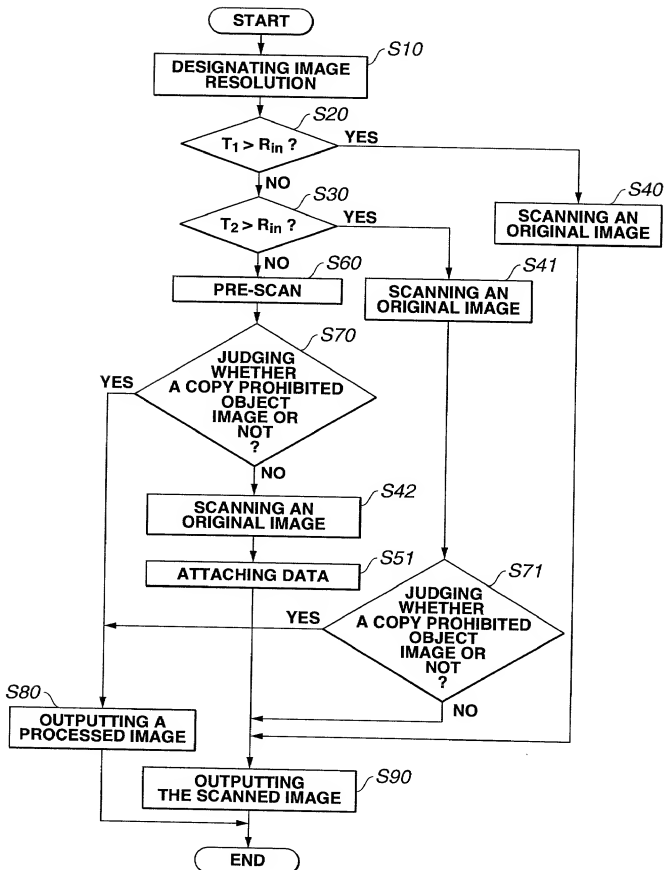 START
S10
DESIGNATING IMAGE
RESOLUTION
S20
T1 > Rin ?
YES
NO
S30
T2 > Rin ?
YES
NO
S40
SCANNING AN
ORIGINAL IMAGE
S60
PRE-SCAN
S41
SCANNING AN
ORIGINAL IMAGE
S70
JUDGING
WHETHER
A COPY PROHIBITED
OBJECT
IMAGE OR
NOT
?
YES
NO
S42
SCANNING AN
ORIGINAL IMAGE
S51
ATTACHING DATA
S71
JUDGING
WHETHER
A COPY PROHIBITED
OBJECT
IMAGE OR
NOT
?
YES
NO
S80
OUTPUTTING A
PROCESSED IMAGE
S90
OUTPUTTING
THE SCANNED IMAGE
END